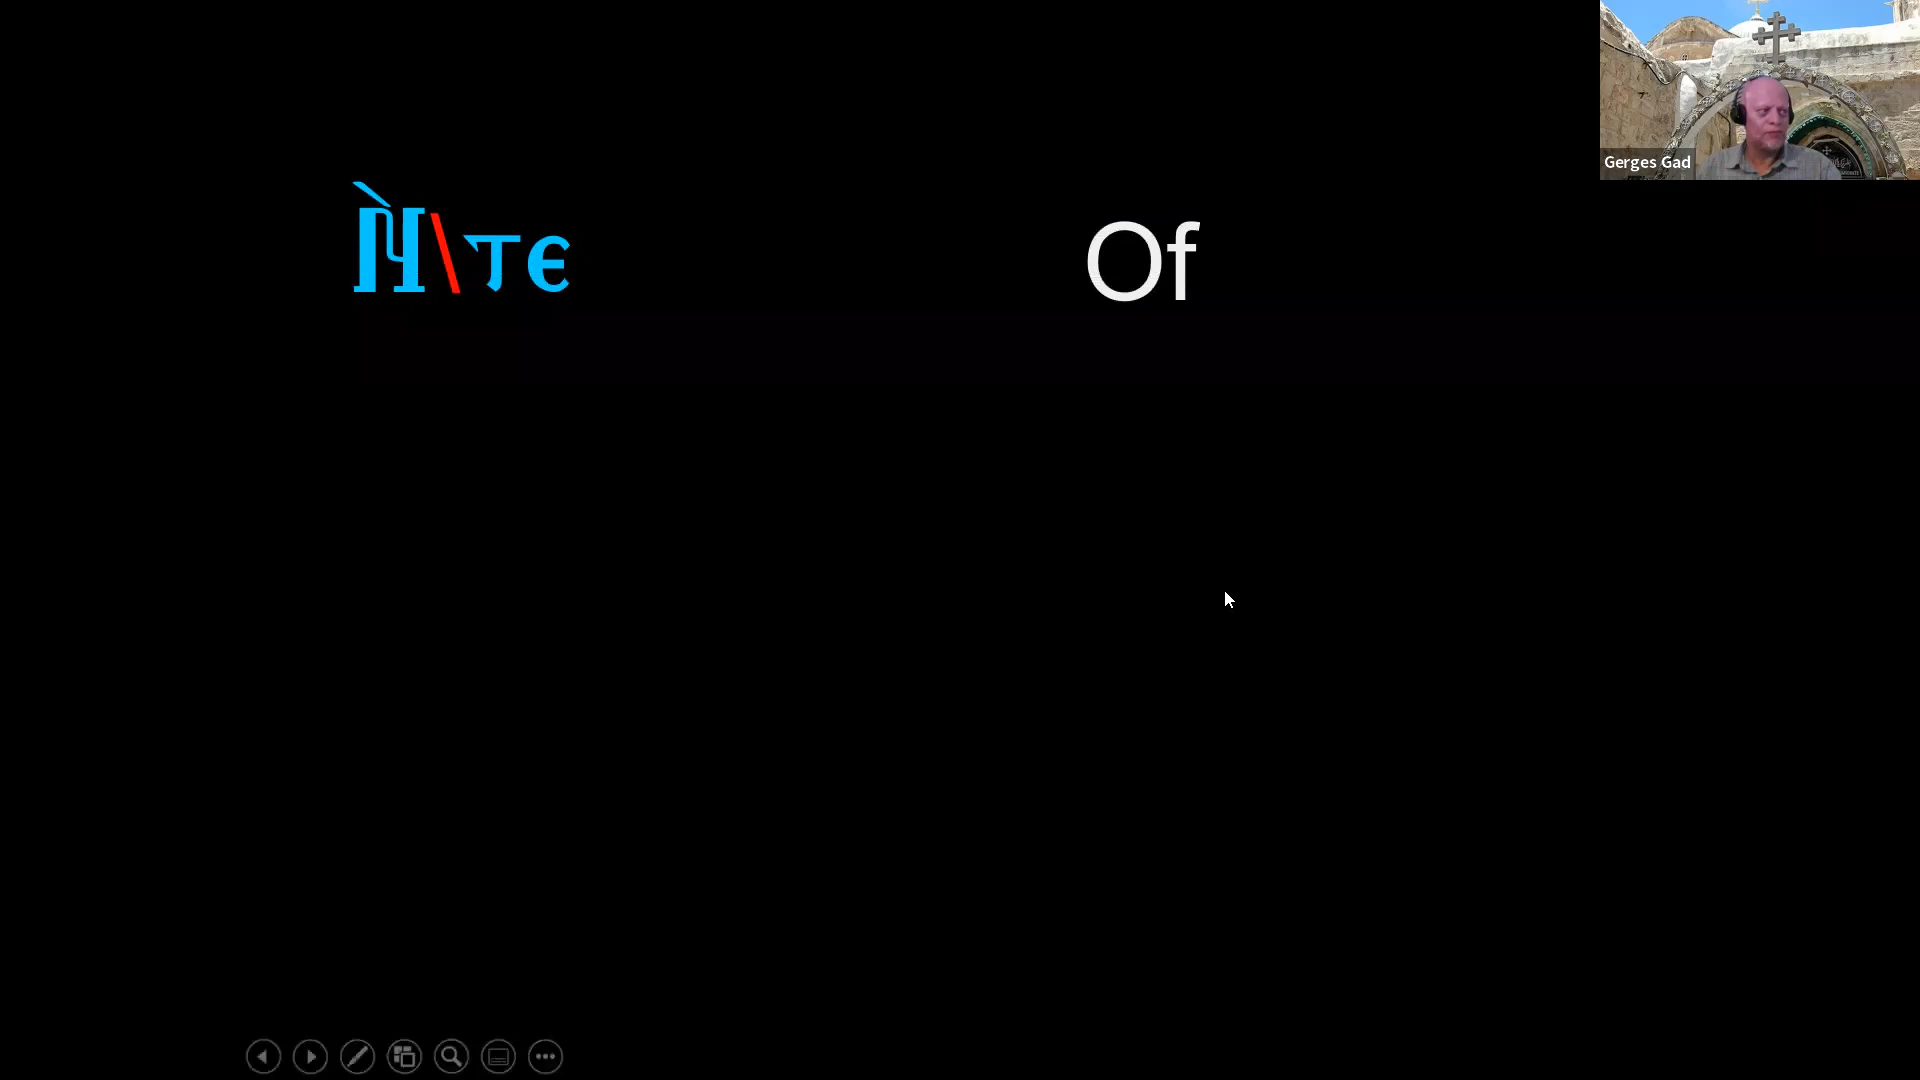 Gerges Gad
Ⲛ̀\ⲧⲉ Of